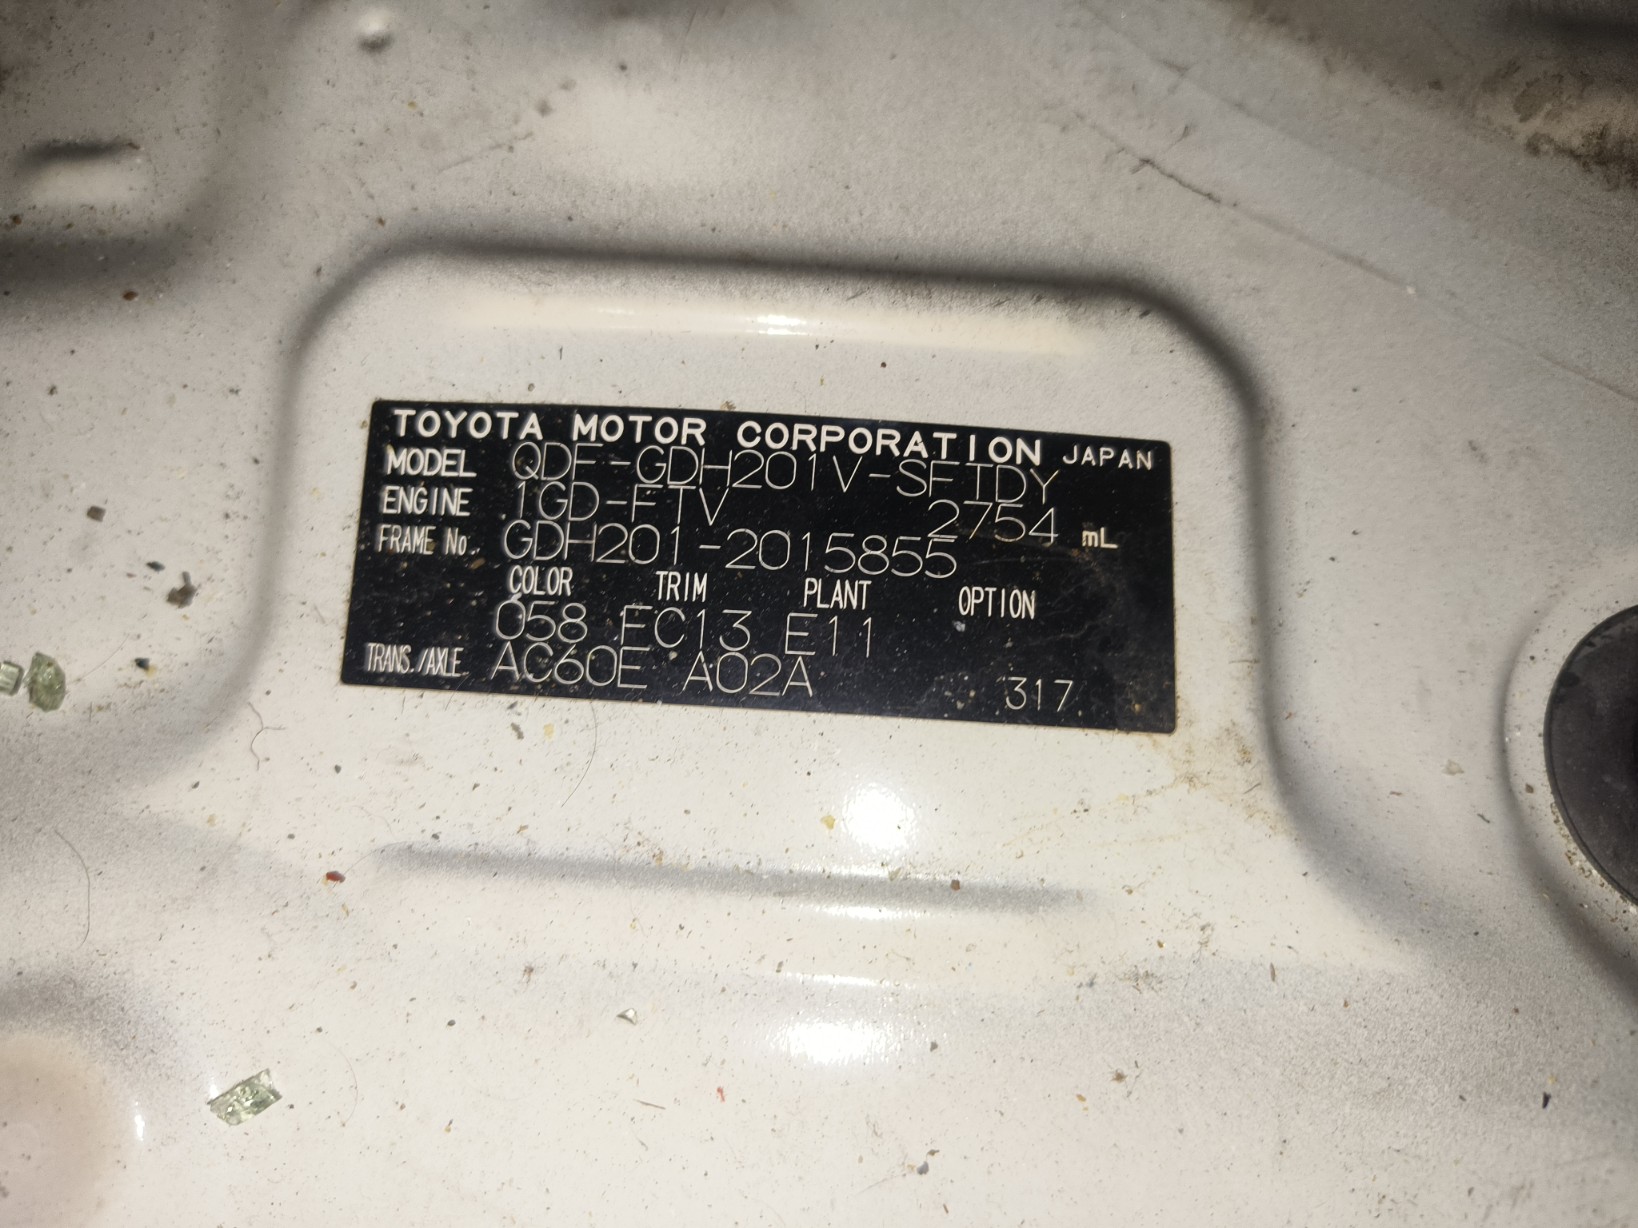 TOYOTA MOTOR CORPORATION JAPAN
MODEL QDF-GDH201V-SFTDY
ENGINE 1GD-FTV 2754 mL
FRAME No. GDH201-2015855
COLOR TRIM PLANT OPTION
058 FC13 E11
TRANS./AXLE AC60E A02A 317